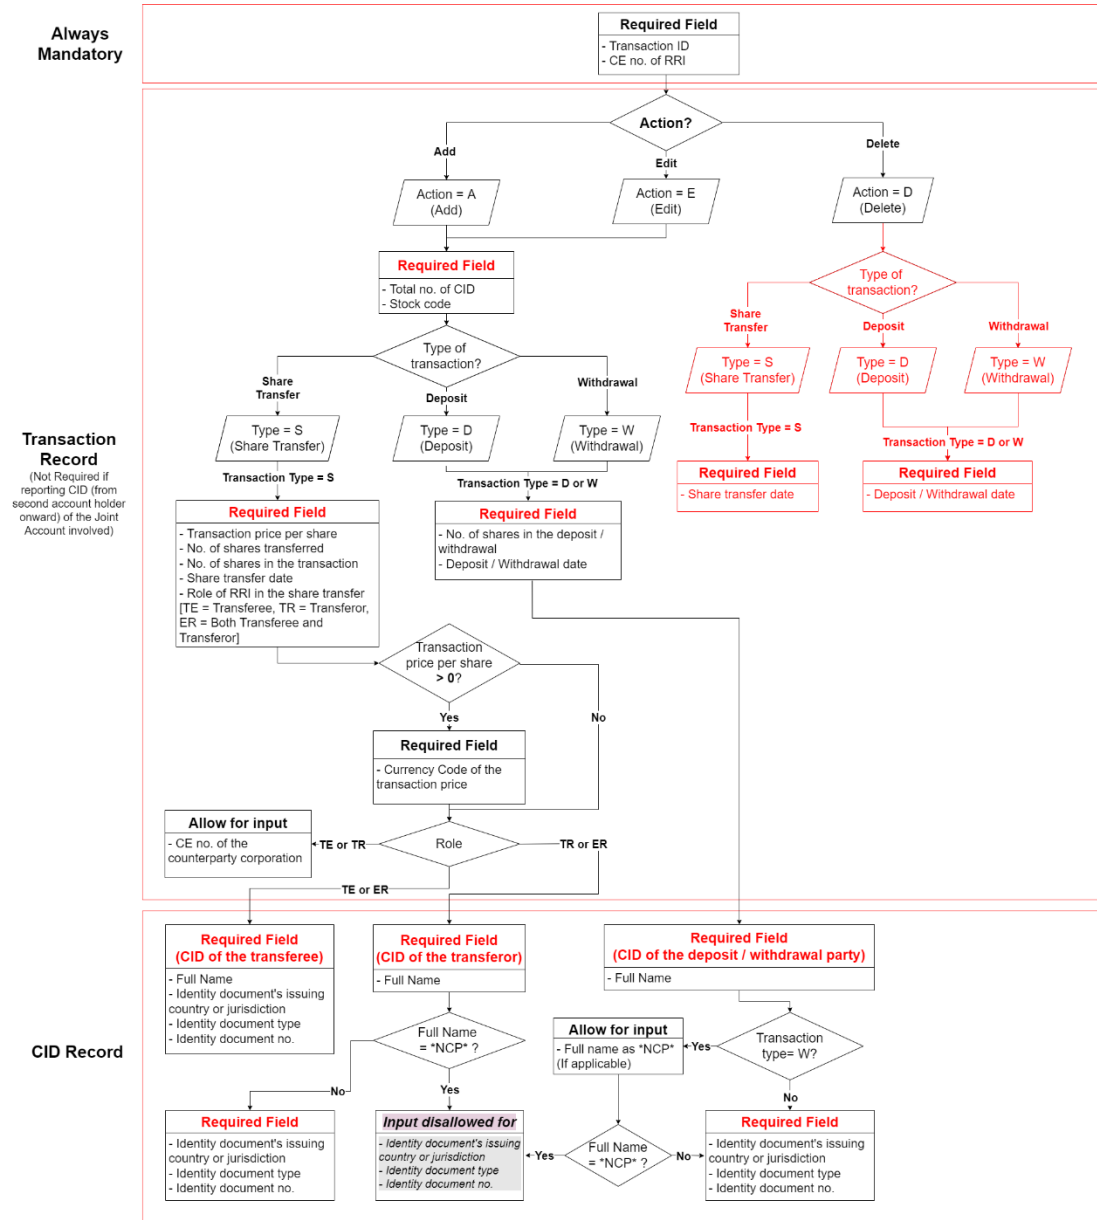 Always
Mandatory
Required Field
- Transaction ID
- CE no. of RRI
Transaction
Record
(Not Required if
reporting CID (from
second account holder
onward) of the Joint
Account involved)
Action?
Add
Edit
Delete
Action = A
(Add)
Action = E
(Edit)
Action = D
(Delete)
Required Field
- Total no. of CID
- Stock code
Type of
transaction?
Share
Transfer
Deposit
Withdrawal
Type = S
(Share Transfer)
Type = D
(Deposit)
Type = W
(Withdrawal)
Transaction Type = S
Transaction Type = D or W
Required Field
- Share transfer date
Required Field
- Deposit / Withdrawal date
Type of
transaction?
Share
Transfer
Deposit
Withdrawal
Type = S
(Share Transfer)
Type = D
(Deposit)
Type = W
(Withdrawal)
Transaction Type = S
Transaction Type = D or W
Required Field
- Transaction price per share
- No. of shares transferred
- No. of shares in the transaction
- Share transfer date
- Role of RRI in the share transfer
[TE = Transferee, TR = Transferor,
ER = Both Transferee and
Transferor]
Required Field
- No. of shares in the deposit /
withdrawal
- Deposit / Withdrawal date
Transaction
price per share
> 0?
Yes
No
Required Field
- Currency Code of the
transaction price
Allow for input
- CE no. of the
counterparty corporation
TE or TR
Role
TR or ER
TE or ER
CID Record
Required Field
(CID of the transferee)
- Full Name
- Identity document's issuing
country or jurisdiction
- Identity document type
- Identity document no.
Required Field
(CID of the transferor)
- Full Name
Required Field
(CID of the deposit / withdrawal party)
- Full Name
Full Name
= *NCP* ?
No
Yes
Allow for input
- Full name as *NCP*
(If applicable)
Yes
Transaction
type= W?
No
Required Field
- Identity document's issuing
country or jurisdiction
- Identity document type
- Identity document no.
Input disallowed for
- Identity document's issuing
country or jurisdiction
- Identity document type
- Identity document no.
Yes
Full Name
= *NCP* ?
No
Required Field
- Identity document's issuing
country or jurisdiction
- Identity document type
- Identity document no.